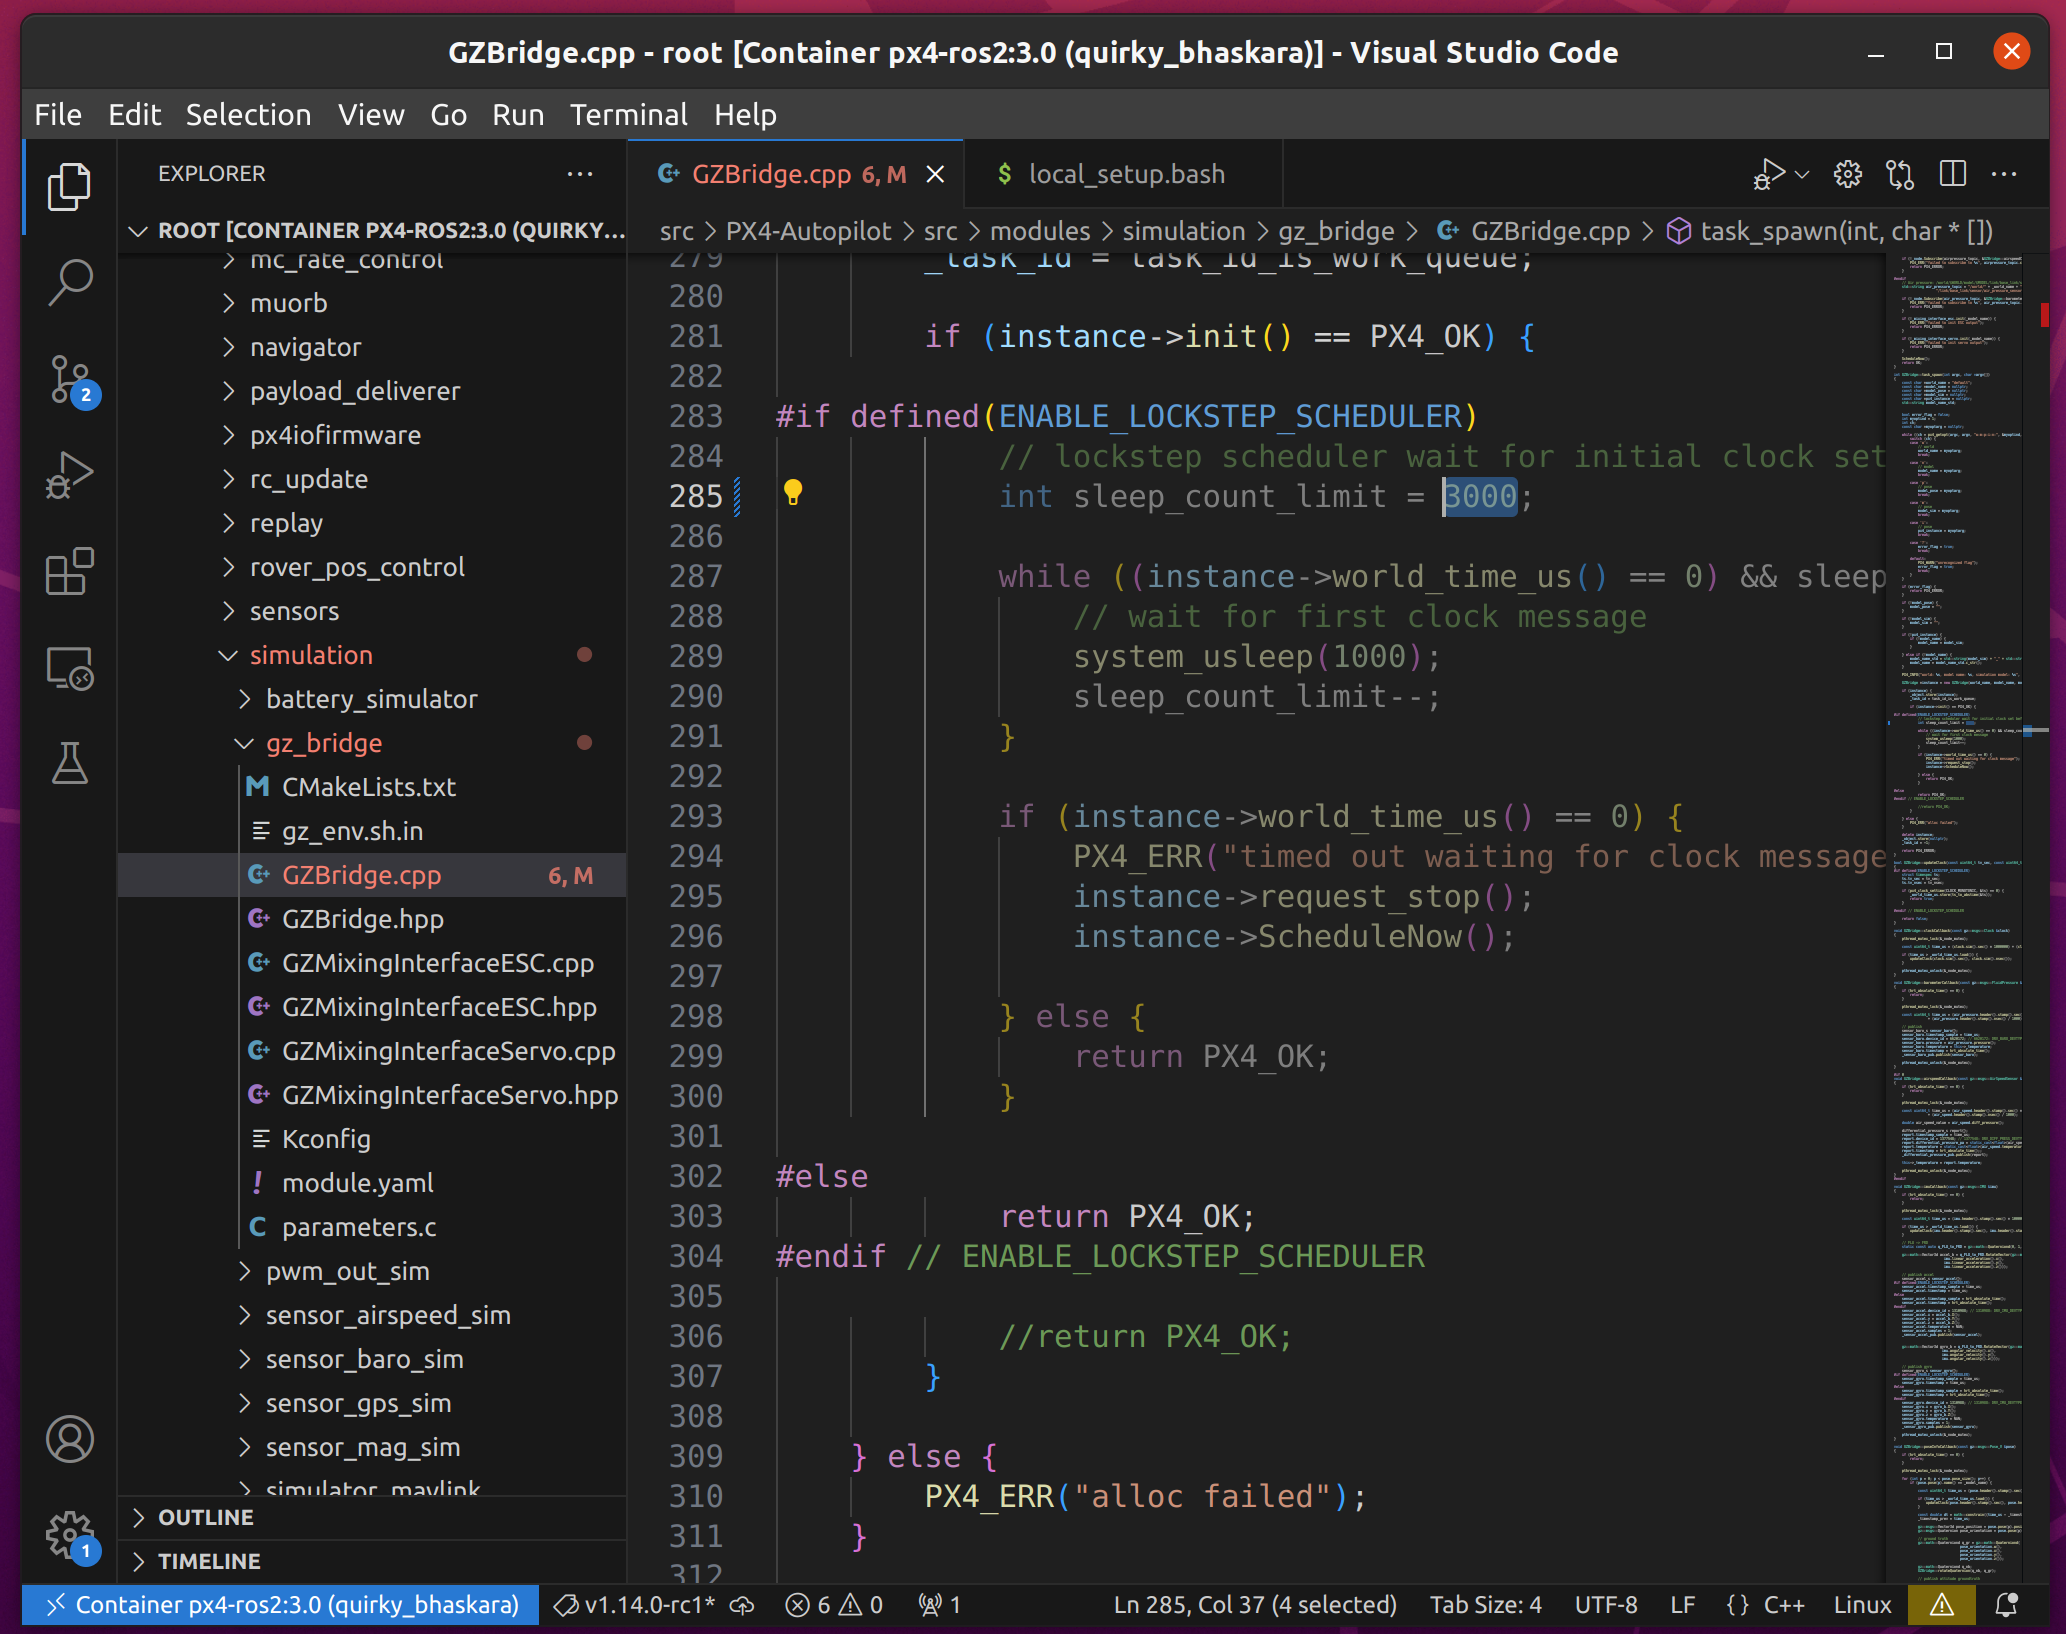 GZBridge.cpp - root [Container px4-ros2:3.0 (quirky_bhaskara)] - Visual Studio Code
File Edit Selection View Go Run Terminal Help
EXPLORER
ROOT [CONTAINER PX4-ROS2:3.0 (QUIRKY...
mc_rate_control
muorb
navigator
payload_deliverer
px4iofirmware
rc_update
replay
rover_pos_control
sensors
simulation
battery_simulator
gz_bridge
CMakeLists.txt
gz_env.sh.in
GZBridge.cpp 6, M
GZBridge.hpp
GZMixingInterfaceESC.cpp
GZMixingInterfaceESC.hpp
GZMixingInterfaceServo.cpp
GZMixingInterfaceServo.hpp
Kconfig
module.yaml
parameters.c
pwm_out_sim
sensor_airspeed_sim
sensor_baro_sim
sensor_gps_sim
sensor_mag_sim
simulator_mavlink
OUTLINE
TIMELINE
2
1
GZBridge.cpp 6, M
local_setup.bash
src > PX4-Autopilot > src > modules > simulation > gz_bridge > GZBridge.cpp > task_spawn(int, char * [])
279 _task_id = task_id_is_work_queue;
280
281 if (instance->init() == PX4_OK) {
282
283 #if defined(ENABLE_LOCKSTEP_SCHEDULER)
284 // lockstep scheduler wait for initial clock set
285 int sleep_count_limit = 3000;
286
287 while ((instance->world_time_us() == 0) && sleep
288 // wait for first clock message
289 system_usleep(1000);
290 sleep_count_limit--;
291 }
292
293 if (instance->world_time_us() == 0) {
294 PX4_ERR("timed out waiting for clock message
295 instance->request_stop();
296 instance->ScheduleNow();
297
298 } else {
299 return PX4_OK;
300 }
301
302 #else
303 return PX4_OK;
304 #endif // ENABLE_LOCKSTEP_SCHEDULER
305
306 //return PX4_OK;
307 }
308
309 } else {
310 PX4_ERR("alloc failed");
311 }
312
Container px4-ros2:3.0 (quirky_bhaskara) v1.14.0-rc1* 6 0 1 Ln 285, Col 37 (4 selected) Tab Size: 4 UTF-8 LF {} C++ Linux